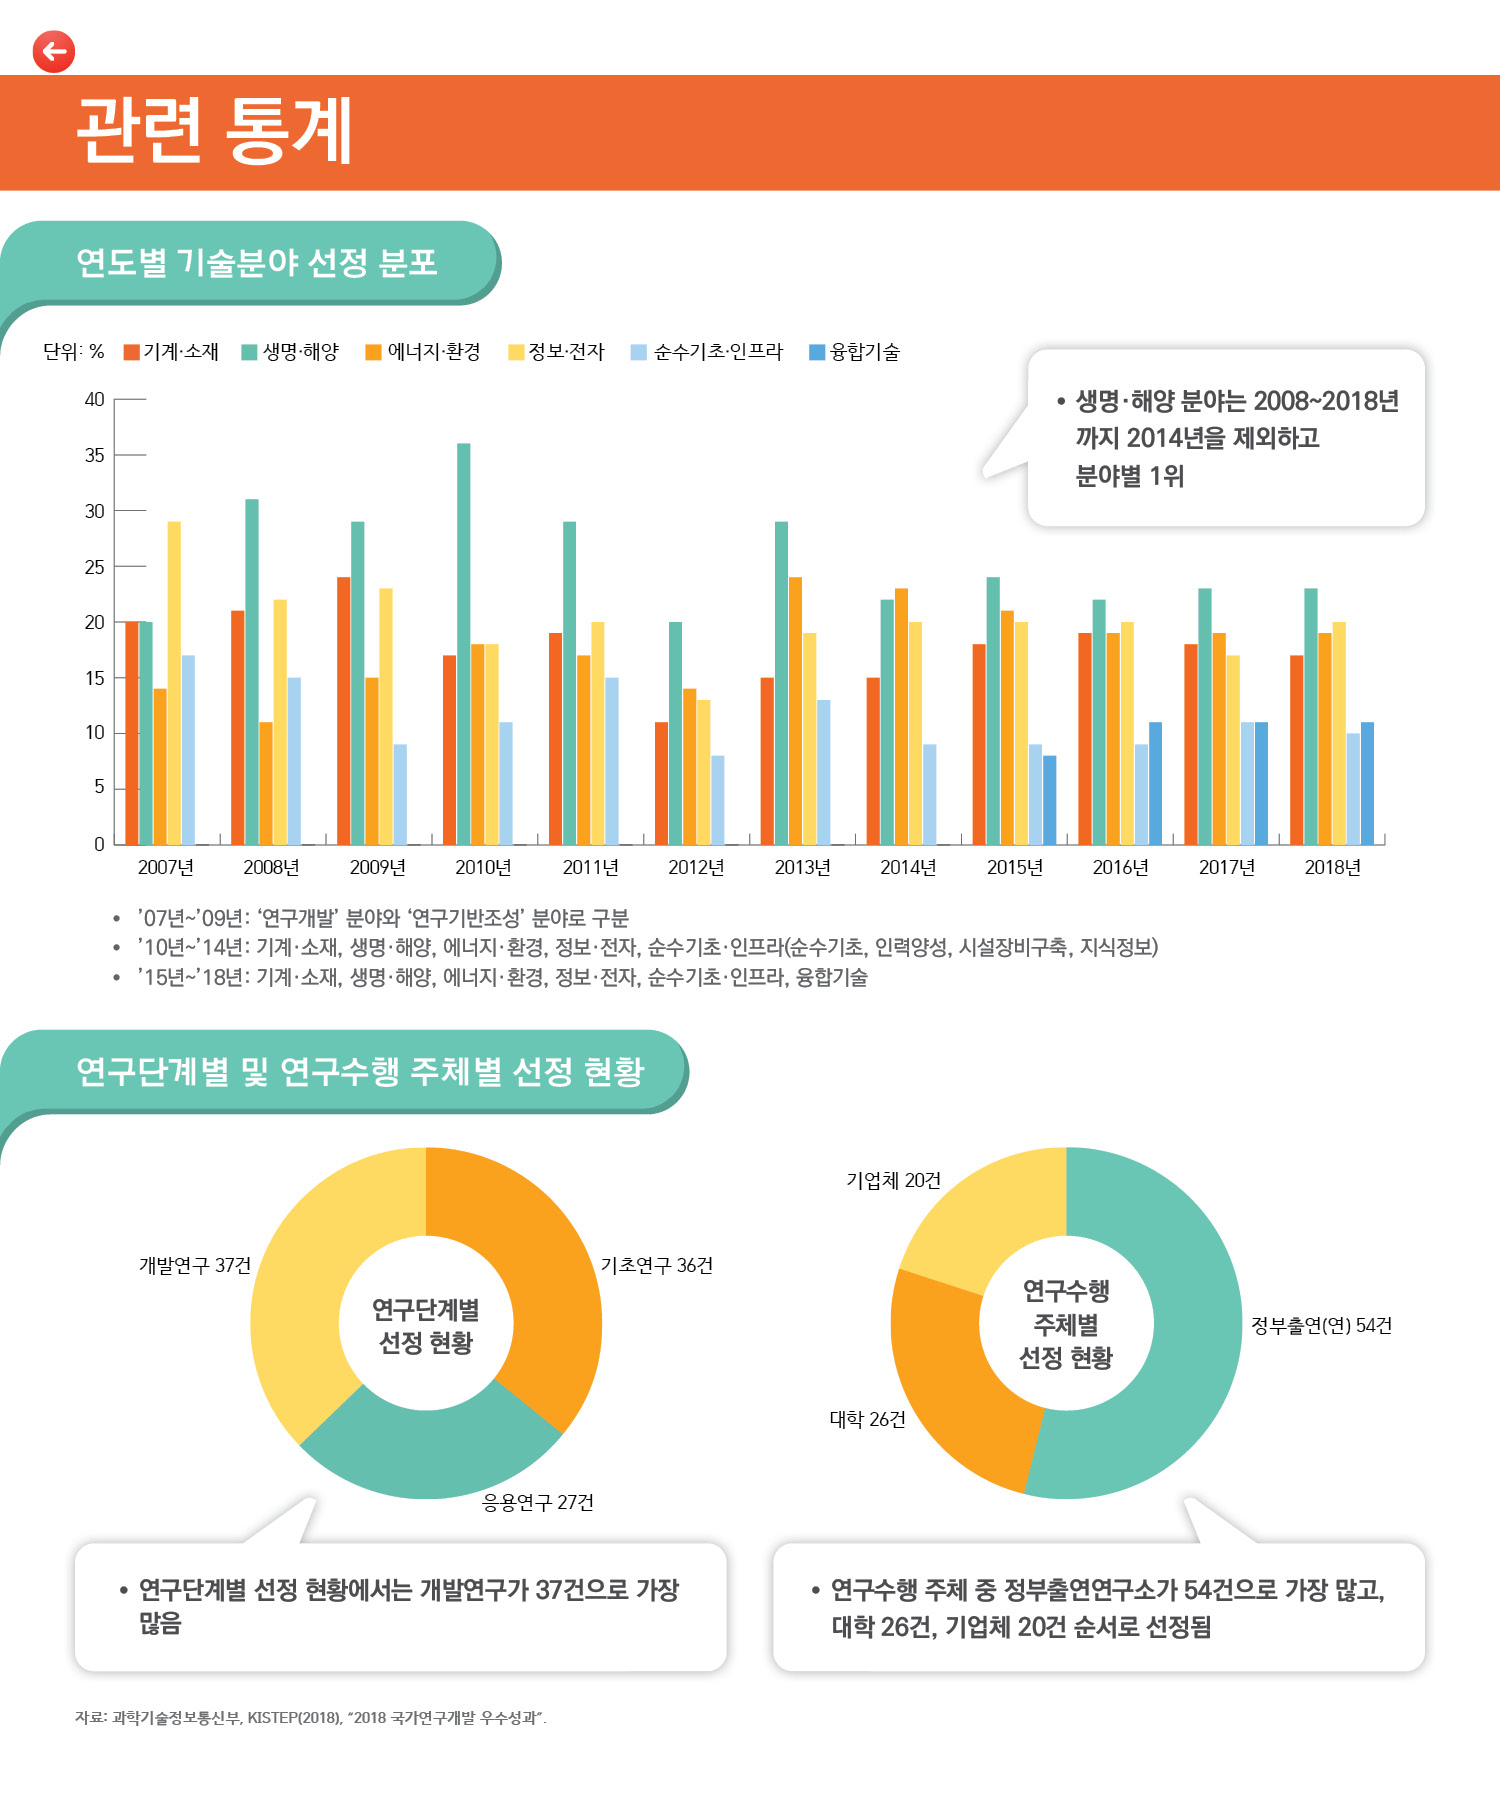 관련 통계
연도별 기술분야 선정 분포
단위: % 기계·소재 생명·해양 에너지·환경 정보·전자 순수기초·인프라 융합기술
• 생명·해양 분야는 2008~2018년
까지 2014년을 제외하고
분야별 1위
40
35
30
25
20
15
10
5
0
2007년 2008년 2009년 2010년 2011년 2012년 2013년 2014년 2015년 2016년 2017년 2018년
• ’07년~’09년: ‘연구개발’ 분야와 ‘연구기반조성’ 분야로 구분
• ’10년~’14년: 기계·소재, 생명·해양, 에너지·환경, 정보·전자, 순수기초·인프라(순수기초, 인력양성, 시설장비구축, 지식정보)
• ’15년~’18년: 기계·소재, 생명·해양, 에너지·환경, 정보·전자, 순수기초·인프라, 융합기술
연구단계별 및 연구수행 주체별 선정 현황
개발연구 37건
기초연구 36건
응용연구 27건
연구단계별
선정 현황
기업체 20건
정부출연(연) 54건
대학 26건
연구수행
주체별
선정 현황
• 연구단계별 선정 현황에서는 개발연구가 37건으로 가장
많음
• 연구수행 주체 중 정부출연연구소가 54건으로 가장 많고,
대학 26건, 기업체 20건 순서로 선정됨
자료: 과학기술정보통신부, KISTEP(2018), “2018 국가연구개발 우수성과”.